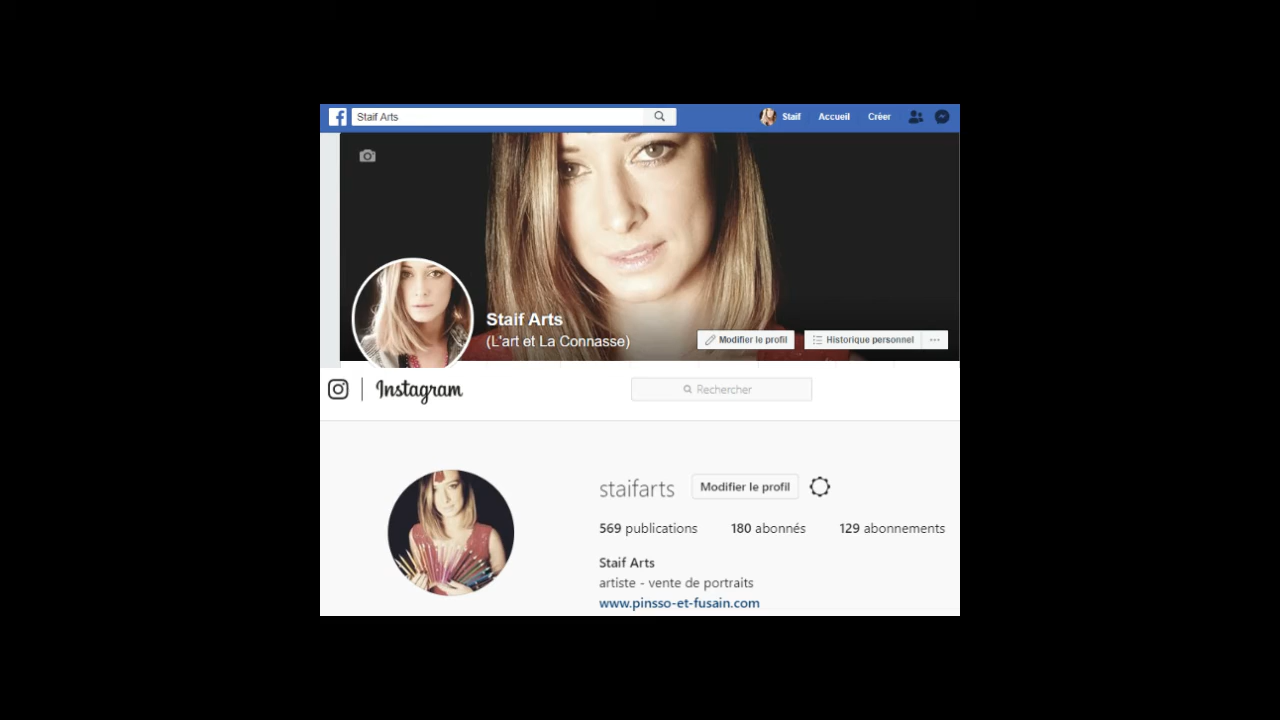 Staif Arts
Staif
Accueil
Créer
Staif Arts
(L'art et La Connasse)
Modifier le profil
Historique personnel
Instagram
Rechercher
staifarts
Modifier le profil
569 publications
180 abonnés
129 abonnements
Staif Arts
artiste - vente de portraits
www.pinsso-et-fusain.com